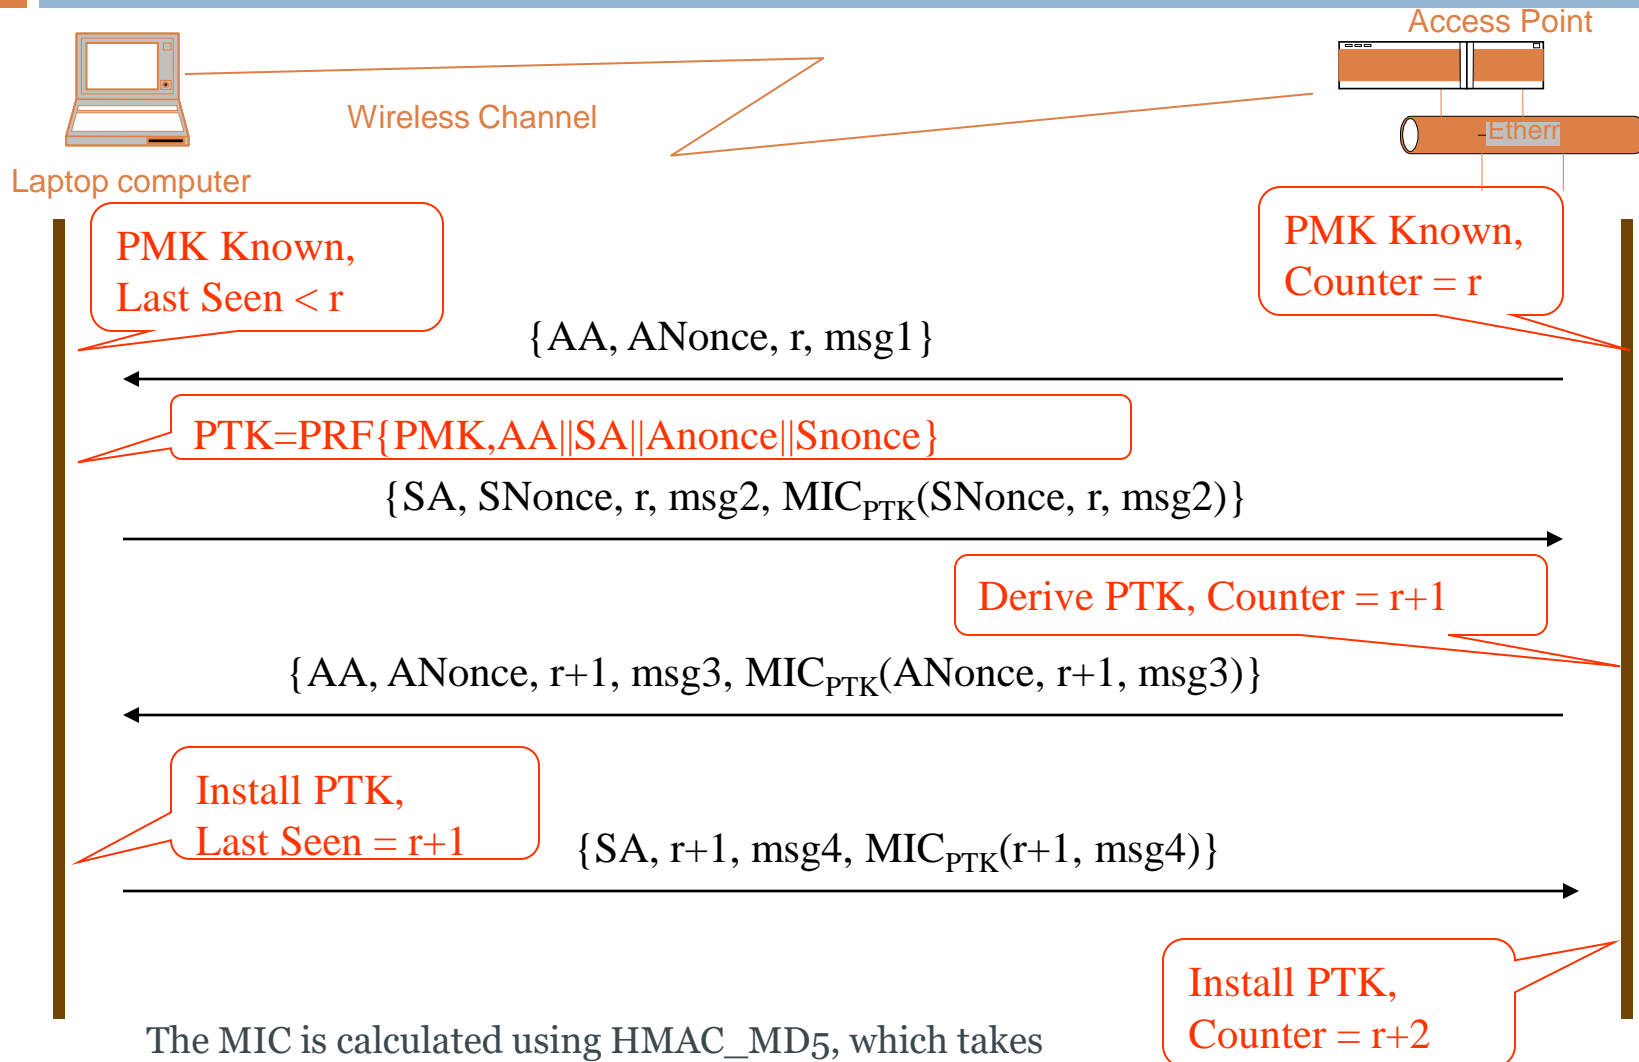 Access Point
Wireless Channel
Laptop computer
PMK Known,
Last Seen < r
PMK Known,
Counter = r
{AA, ANonce, r, msg1}
PTK=PRF{PMK,AA||SA||Anonce||Snonce}
{SA, SNonce, r, msg2, MIC_PTK(SNonce, r, msg2)}
Derive PTK, Counter = r+1
{AA, ANonce, r+1, msg3, MIC_PTK(ANonce, r+1, msg3)}
Install PTK,
Last Seen = r+1
{SA, r+1, msg4, MIC_PTK(r+1, msg4)}
Install PTK,
Counter = r+2
The MIC is calculated using HMAC_MD5, which takes